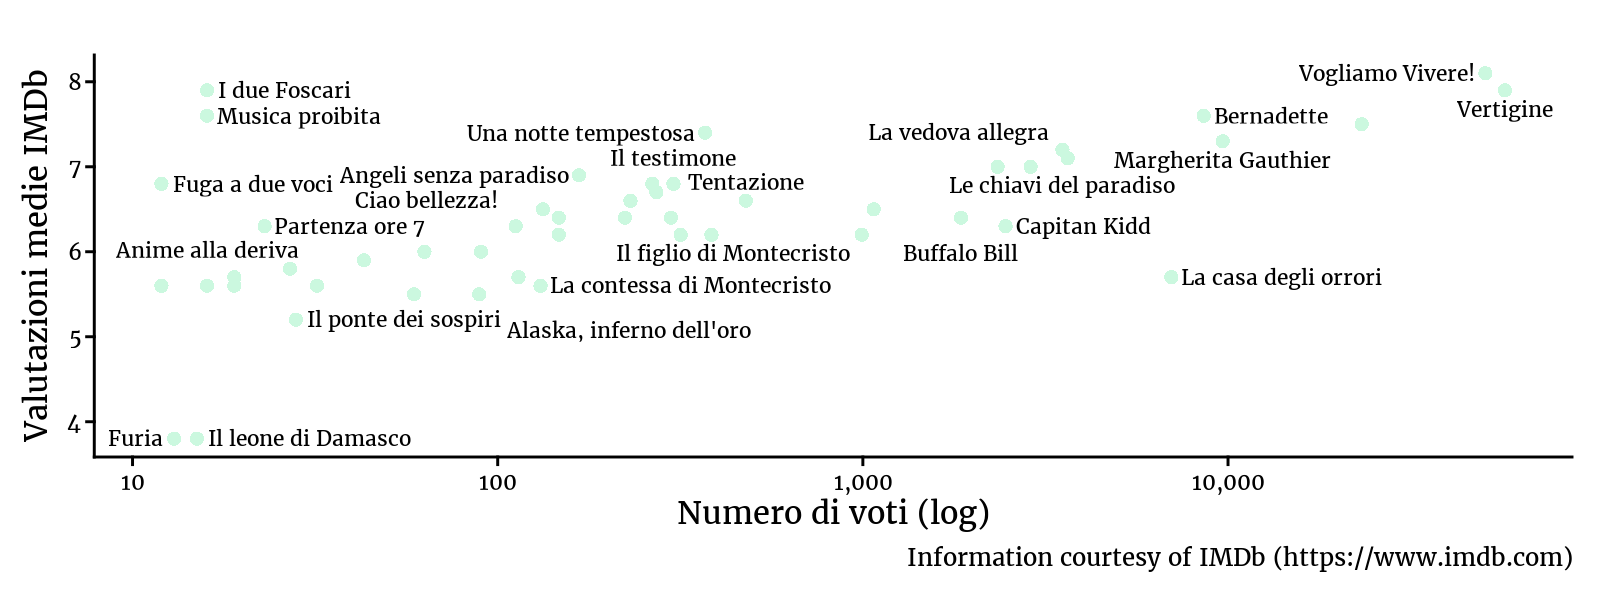 Valutazioni medie IMDb
8
7
6
5
4
Vogliamo Vivere!
I due Foscari
Vertigine
Musica proibita
Bernadette
Una notte tempestosa
La vedova allegra
Il testimone
Margherita Gauthier
Angeli senza paradiso
Fuga a due voci
Tentazione
Le chiavi del paradiso
Ciao bellezza!
Partenza ore 7
Capitan Kidd
Anime alla deriva
Il figlio di Montecristo
Buffalo Bill
La casa degli orrori
La contessa di Montecristo
Il ponte dei sospiri
Alaska, inferno dell'oro
Furia
Il leone di Damasco
10
100
1,000
10,000
Numero di voti (log)
Information courtesy of IMDb (https://www.imdb.com)